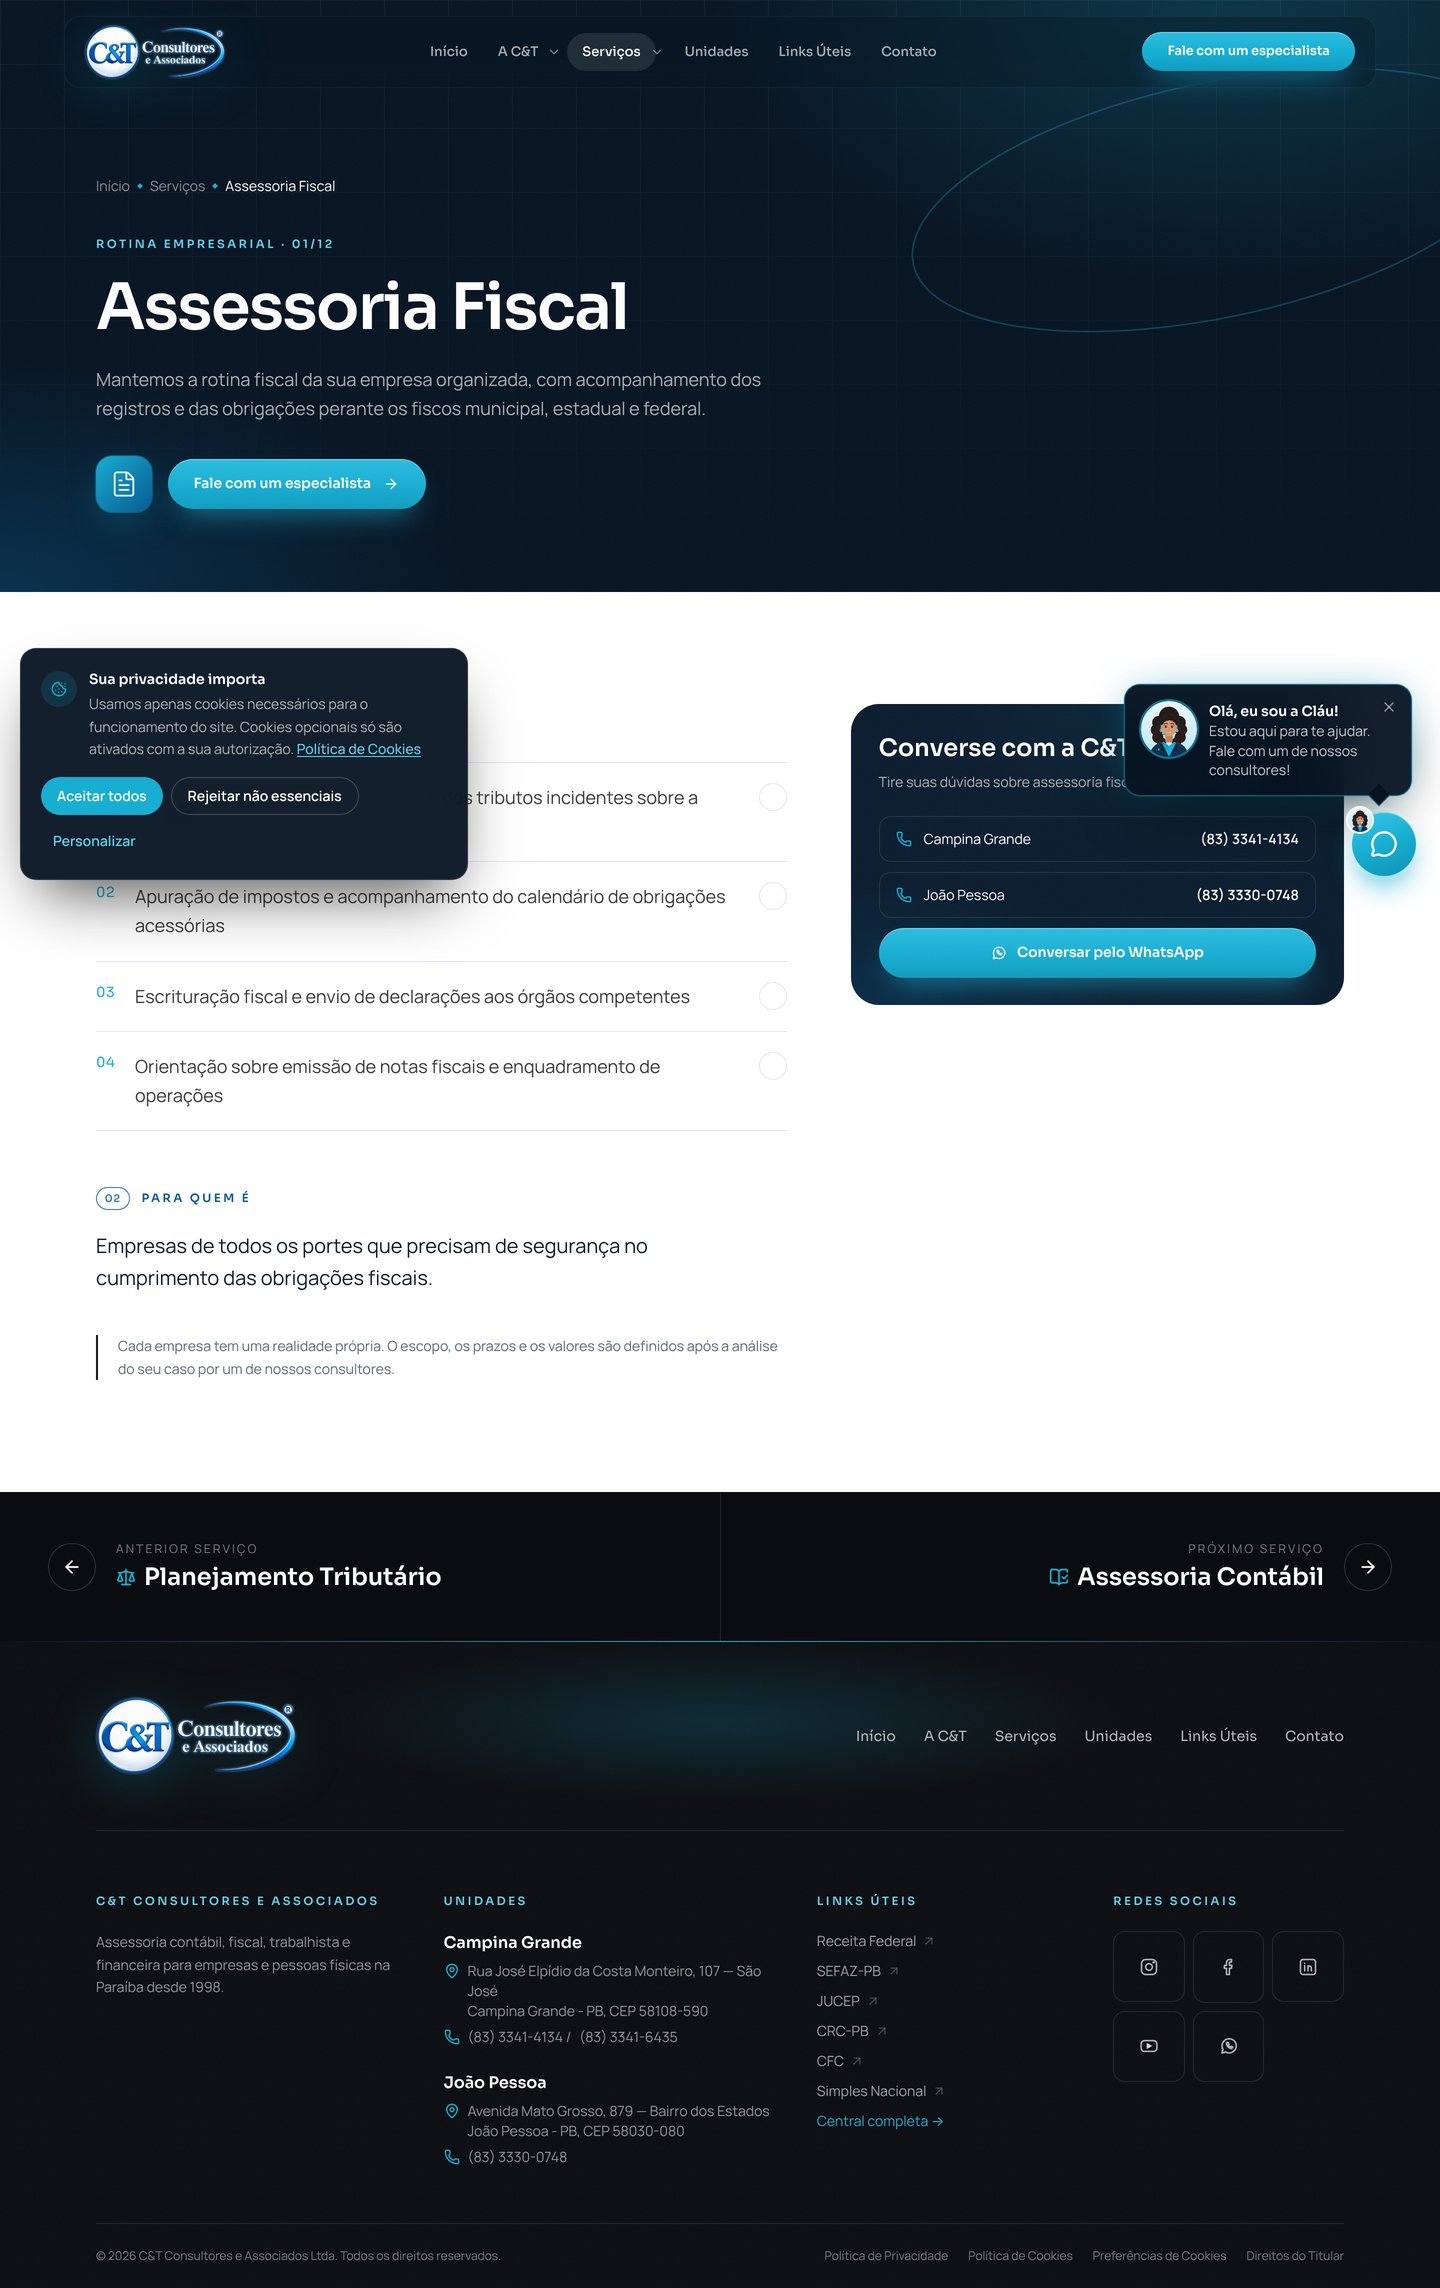 C&T Consultores ® e Associados
Início A C&T Serviços Unidades Links Úteis Contato
Fale com um especialista
Início Serviços Assessoria Fiscal
ROTINA EMPRESARIAL · 01/12
Assessoria Fiscal
Mantemos a rotina fiscal da sua empresa organizada, com acompanhamento dos
registros e das obrigações perante os fiscos municipal, estadual e federal.
Fale com um especialista →
Sua privacidade importa
Usamos apenas cookies necessários para o
funcionamento do site. Cookies opcionais só são
ativados com a sua autorização. Política de Cookies
Aceitar todos Rejeitar não essenciais
Personalizar
tributos incidentes sobre a
02 Apuração de impostos e acompanhamento do calendário de obrigações
acessórias
03 Escrituração fiscal e envio de declarações aos órgãos competentes
04 Orientação sobre emissão de notas fiscais e enquadramento de
operações
Converse com a C&T
Tire suas dúvidas sobre assessoria
Campina Grande (83) 3341-4134
João Pessoa (83) 3330-0748
Conversar pelo WhatsApp
Olá, eu sou a Cláu!
Estou aqui para te ajudar.
Fale com um de nossos
consultores!
02 PARA QUEM É
Empresas de todos os portes que precisam de segurança no
cumprimento das obrigações fiscais.
Cada empresa tem uma realidade própria. O escopo, os prazos e os valores são definidos após a análise
do seu caso por um de nossos consultores.
ANTERIOR SERVIÇO
Planejamento Tributário
PRÓXIMO SERVIÇO
Assessoria Contábil
C&T Consultores ® e Associados
Início A C&T Serviços Unidades Links Úteis Contato
C&T CONSULTORES E ASSOCIADOS
Assessoria contábil, fiscal, trabalhista e
financeira para empresas e pessoas físicas na
Paraíba desde 1998.
UNIDADES
Campina Grande
Rua José Elpídio da Costa Monteiro, 107 — São
José
Campina Grande - PB, CEP 58108-590
(83) 3341-4134 / (83) 3341-6435
João Pessoa
Avenida Mato Grosso, 879 — Bairro dos Estados
João Pessoa - PB, CEP 58030-080
(83) 3330-0748
LINKS ÚTEIS
Receita Federal
SEFAZ-PB
JUCEP
CRC-PB
CFC
Simples Nacional
Central completa →
REDES SOCIAIS
© 2026 C&T Consultores e Associados Ltda. Todos os direitos reservados.
Política de Privacidade Política de Cookies Preferências de Cookies Direitos do Titular